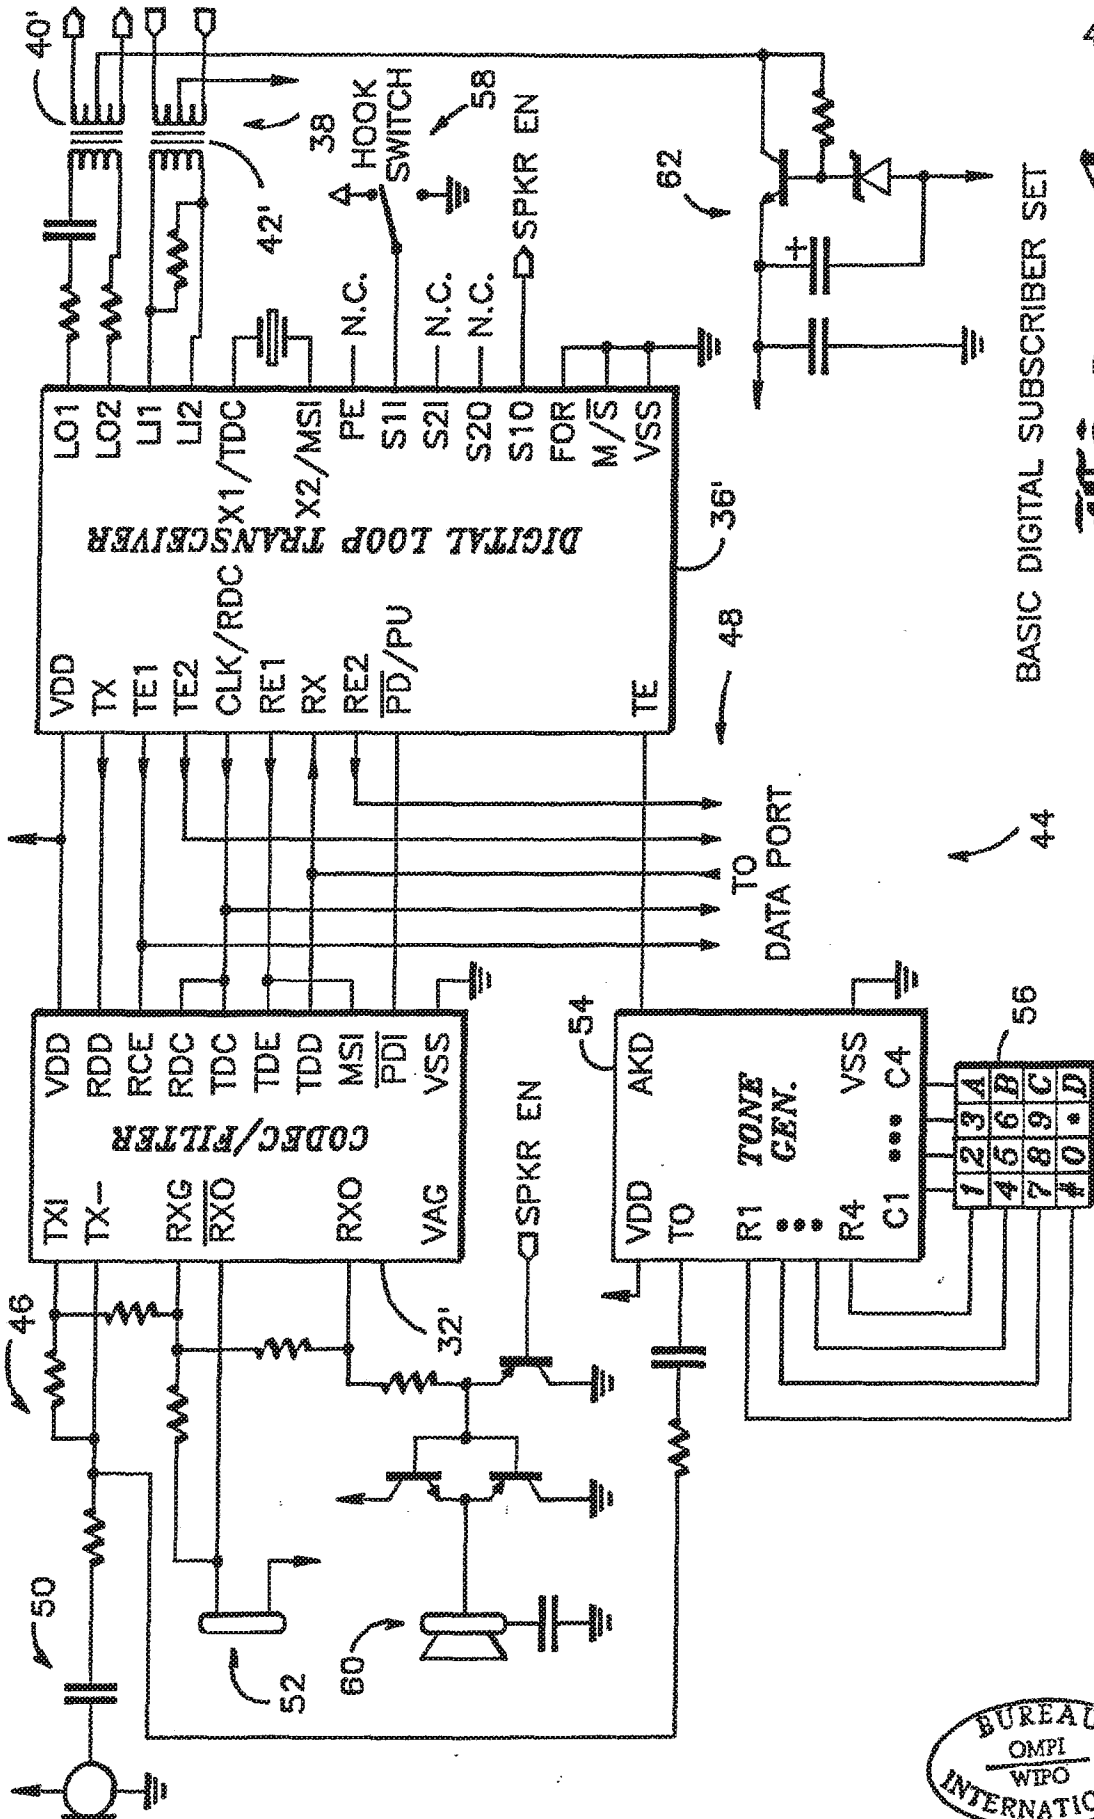 40'
LO1
LO2
LI1
LI2
X1/TDC
X2/MSI
PE
S1I
S2I
S2O
S1O
FOR
M/S
VSS
N.C.
N.C.
N.C.
42'
38
HOOK
SWITCH
58
SPKR EN
62
+
DIGITAL LOOP TRANSCEIVER
36'
VDD
TX
TE1
TE2
CLK/RDC
RE1
RX
RE2
PD/PU
TE
48
TO
DATA PORT
44
VDD
RDD
RCE
RDC
TDC
TDE
TDD
MSI
PDI
VSS
CODEC/FILTER
TXI
TX-
RXG
RXO
RXO
VAG
32'
46
50
52
60
SPKR EN
54
AKD
VSS
C4
TONE
GEN.
VDD
TO
R1
R4
C1
56
1 2 3 A
4 5 6 B
7 8 9 C
# 0 • D
BASIC DIGITAL SUBSCRIBER SET
BUREAU
OMPI
WIPO